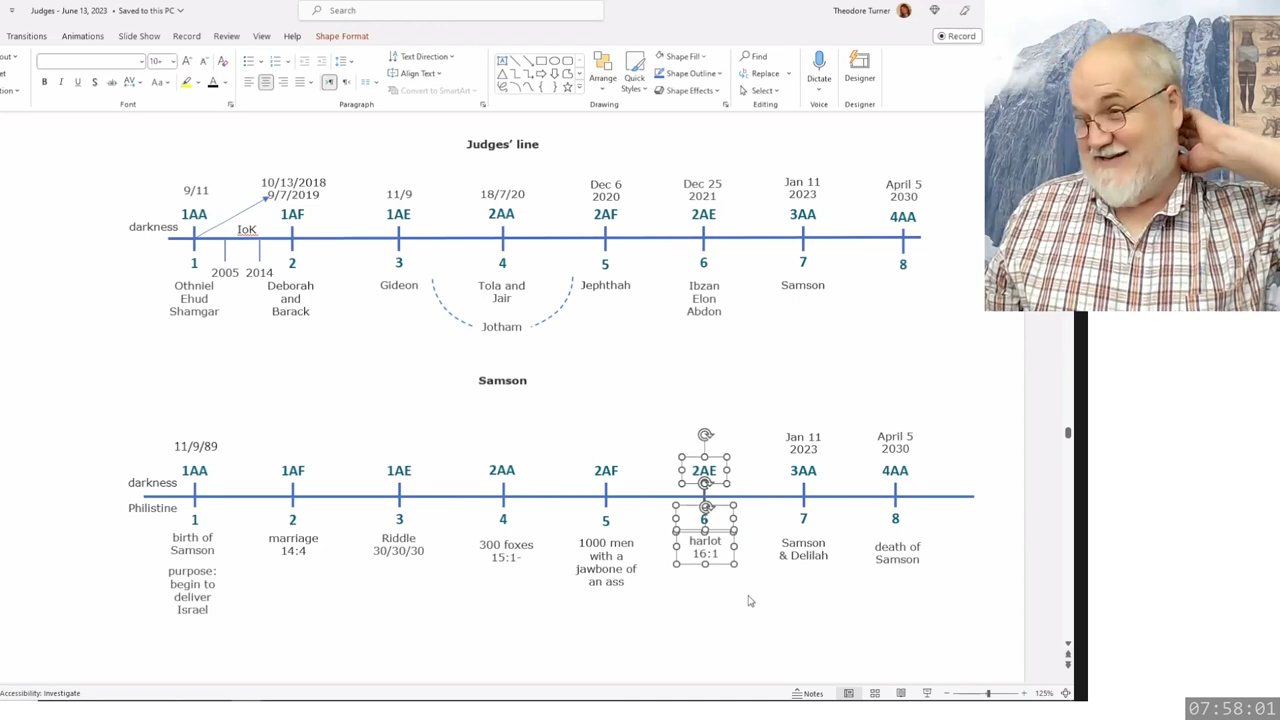 Judges - June 13, 2023 • Saved to this PC
Search
Theodore Turner
Transitions Animations Slide Show Record Review View Help Shape Format
Record
10
Text Direction
Align Text
Convert to SmartArt
Arrange
Quick
Styles
Shape Fill
Shape Outline
Shape Effects
Find
Replace
Select
Dictate
Designer
Font
Paragraph
Drawing
Editing
Voice
Designer
Judges' line
9/11
10/13/2018
9/7/2019
11/9
18/7/20
Dec 6
2020
Dec 25
2021
Jan 11
2023
April 5
2030
1AA 1AF 1AE 2AA 2AF 2AE 3AA 4AA
darkness
IoK
1 2 3 4 5 6 7 8
2005 2014
Othniel
Ehud
Shamgar
Deborah
and
Barack
Gideon
Tola and
Jair
Jotham
Jephthah
Ibzan
Elon
Abdon
Samson
Samson
11/9/89
Jan 11
2023
April 5
2030
1AA 1AF 1AE 2AA 2AF 2AE 3AA 4AA
darkness
Philistine
1 2 3 4 5 6 7 8
birth of
Samson
purpose:
begin to
deliver
Israel
marriage
14:4
Riddle
30/30/30
300 foxes
15:1-
1000 men
with a
jawbone of
an ass
harlot
16:1
Samson
& Delilah
death of
Samson
Accessibility: Investigate
Notes
125%
07:58:01